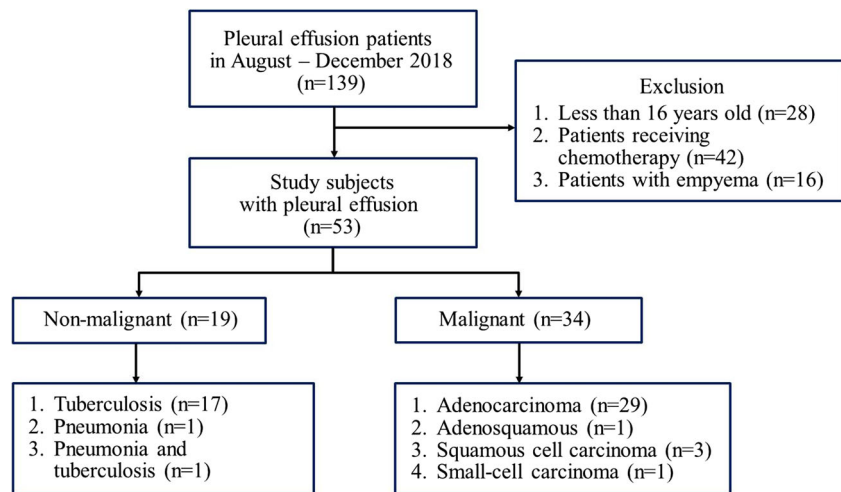 Pleural effusion patients
in August – December 2018
(n=139)
Exclusion
1. Less than 16 years old (n=28)
2. Patients receiving
chemotherapy (n=42)
3. Patients with empyema (n=16)
Study subjects
with pleural effusion
(n=53)
Non-malignant (n=19)
Malignant (n=34)
1. Tuberculosis (n=17)
2. Pneumonia (n=1)
3. Pneumonia and
tuberculosis (n=1)
1. Adenocarcinoma (n=29)
2. Adenosquamous (n=1)
3. Squamous cell carcinoma (n=3)
4. Small-cell carcinoma (n=1)